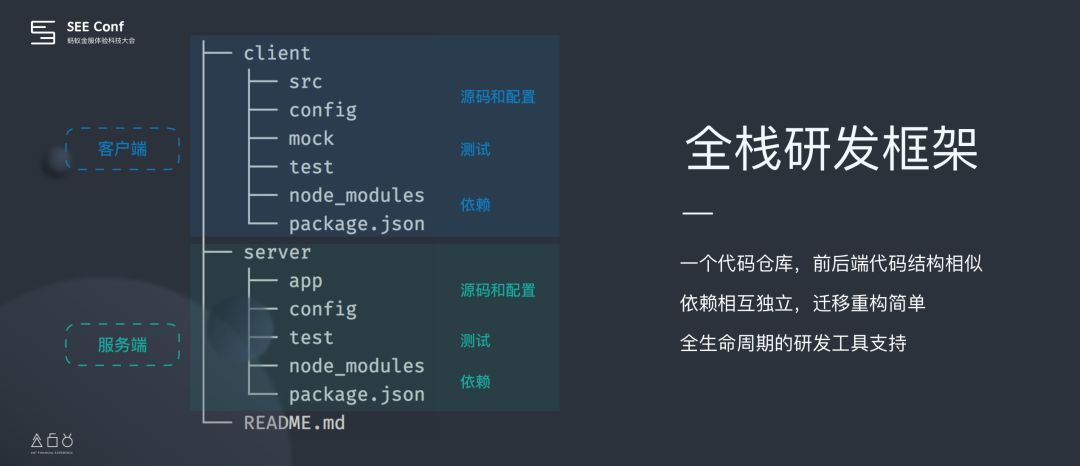 SEE Conf
蚂蚁金服体验科技大会
client
src
config
源码和配置
mock
测试
test
node_modules
依赖
package.json
客户端
server
app
源码和配置
config
test
测试
node_modules
依赖
package.json
服务端
README.md
全栈研发框架
一个代码仓库，前后端代码结构相似
依赖相互独立，迁移重构简单
全生命周期的研发工具支持
ANT FINANCIAL EXPERIENCE